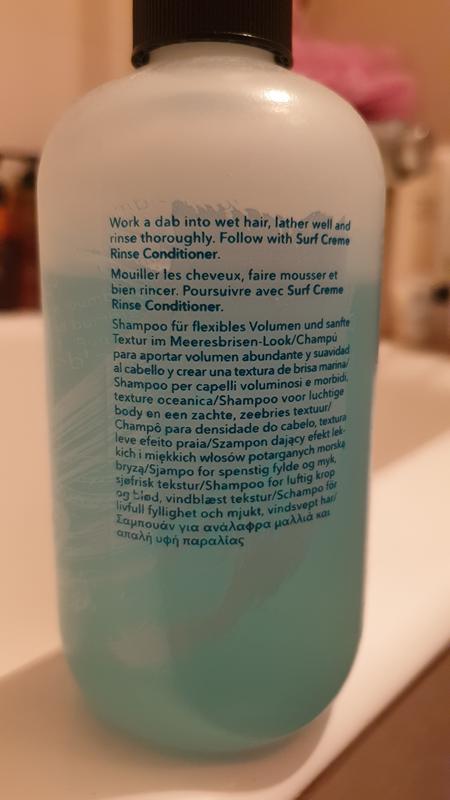 Work a dab into wet hair, lather well and
rinse thoroughly. Follow with Surf Creme
Rinse Conditioner.
Mouiller les cheveux, faire mousser et
bien rincer. Poursuivre avec Surf Creme
Rinse Conditioner.
Shampoo für flexibles Volumen und sanfte
Textur im Meeresbrisen-Look/Champú
para aportar volumen abundante y suavidad
al cabello y crear una textura de brisa marina/
Shampoo per capelli voluminosi e morbidi,
texture oceanica/Shampoo voor luchtige
body en een zachte, zeebries textuur/
Champô para densidade do cabelo, textura
leve efeito praia/Szampon dający efekt lek-
kich i miękkich włosów potarganych morską
bryzą/Sjampo for spenstig fylde og myk,
sjøfrisk tekstur/Shampoo for luftig krop
og blød, vindblæst tekstur/Schampo för
livfull fyllighet och mjukt, vindsvept hår/
Σαμπουάν για ανάλαφρα μαλλιά και
απαλή υφή παραλίας